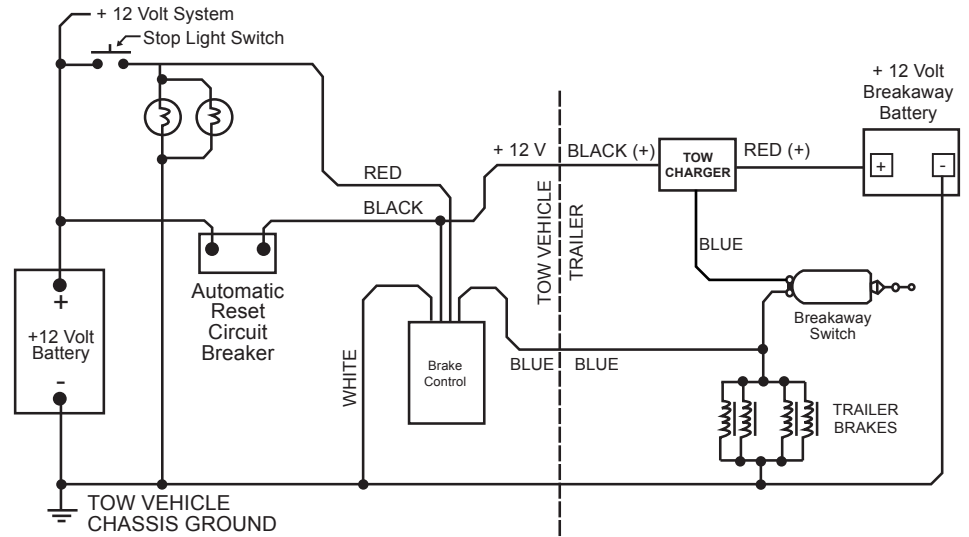 + 12 Volt System
Stop Light Switch
+ 12 Volt
Breakaway
Battery
+ 12 V
BLACK (+)
TOW
CHARGER
RED (+)
+
-
RED
BLACK
TOW VEHICLE
TRAILER
BLUE
+
+12 Volt
Battery
-
Automatic
Reset
Circuit
Breaker
WHITE
Brake
Control
BLUE
BLUE
Breakaway
Switch
TRAILER
BRAKES
TOW VEHICLE
CHASSIS GROUND